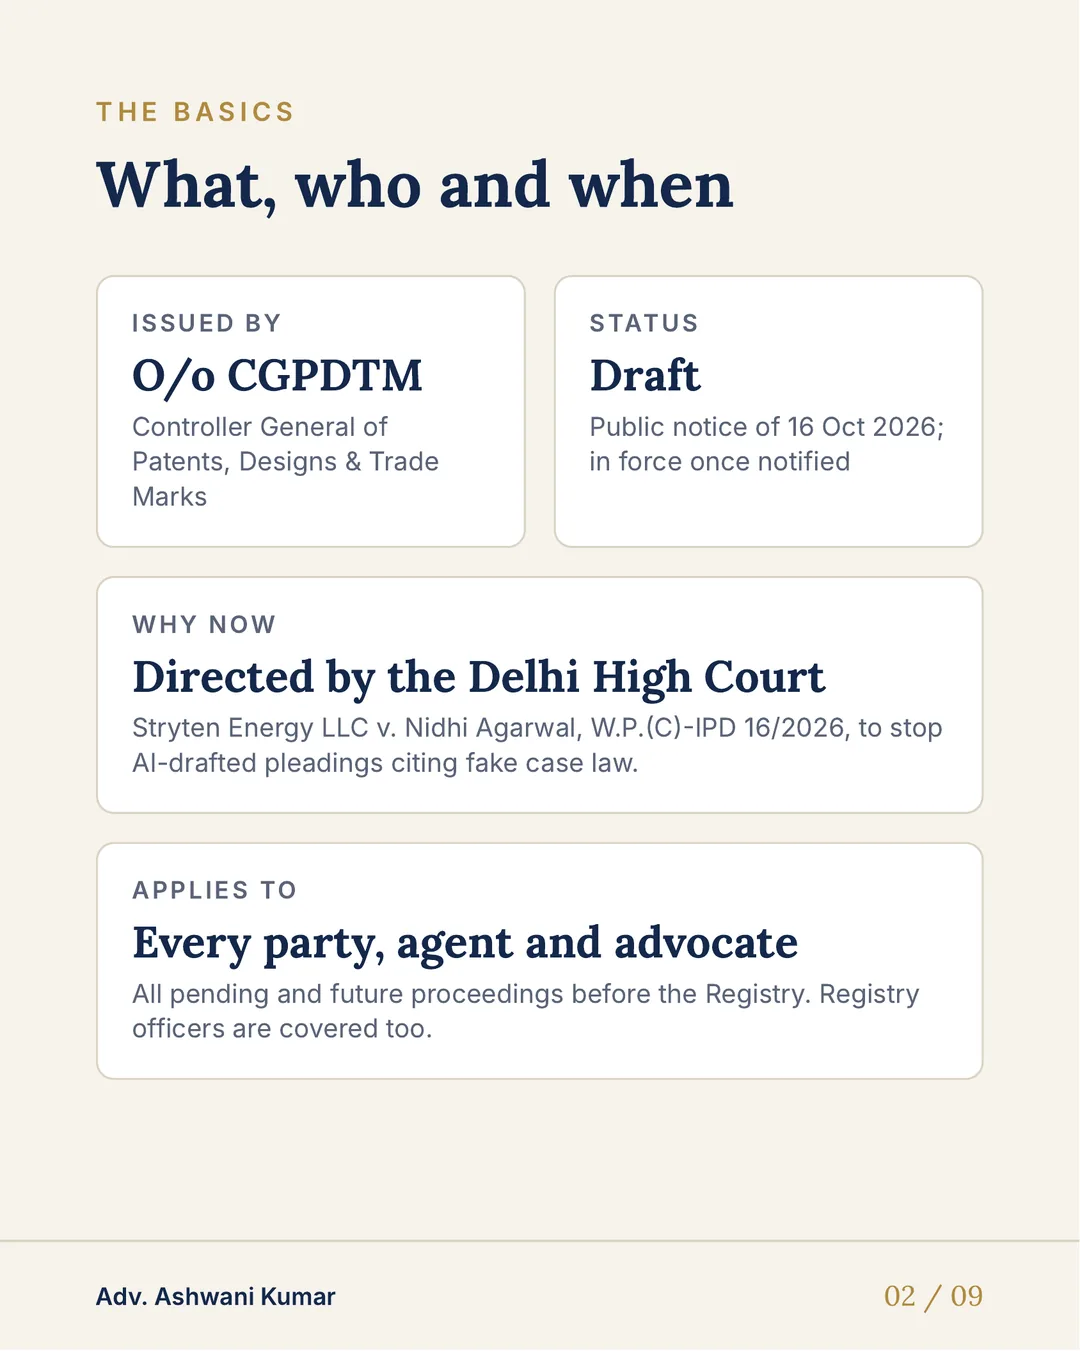 THE BASICS
What, who and when
ISSUED BY
O/o CGPDTM
Controller General of
Patents, Designs & Trade
Marks
STATUS
Draft
Public notice of 16 Oct 2026;
in force once notified
WHY NOW
Directed by the Delhi High Court
Stryten Energy LLC v. Nidhi Agarwal, W.P.(C)-IPD 16/2026, to stop
AI-drafted pleadings citing fake case law.
APPLIES TO
Every party, agent and advocate
All pending and future proceedings before the Registry. Registry
officers are covered too.
Adv. Ashwani Kumar
02 / 09